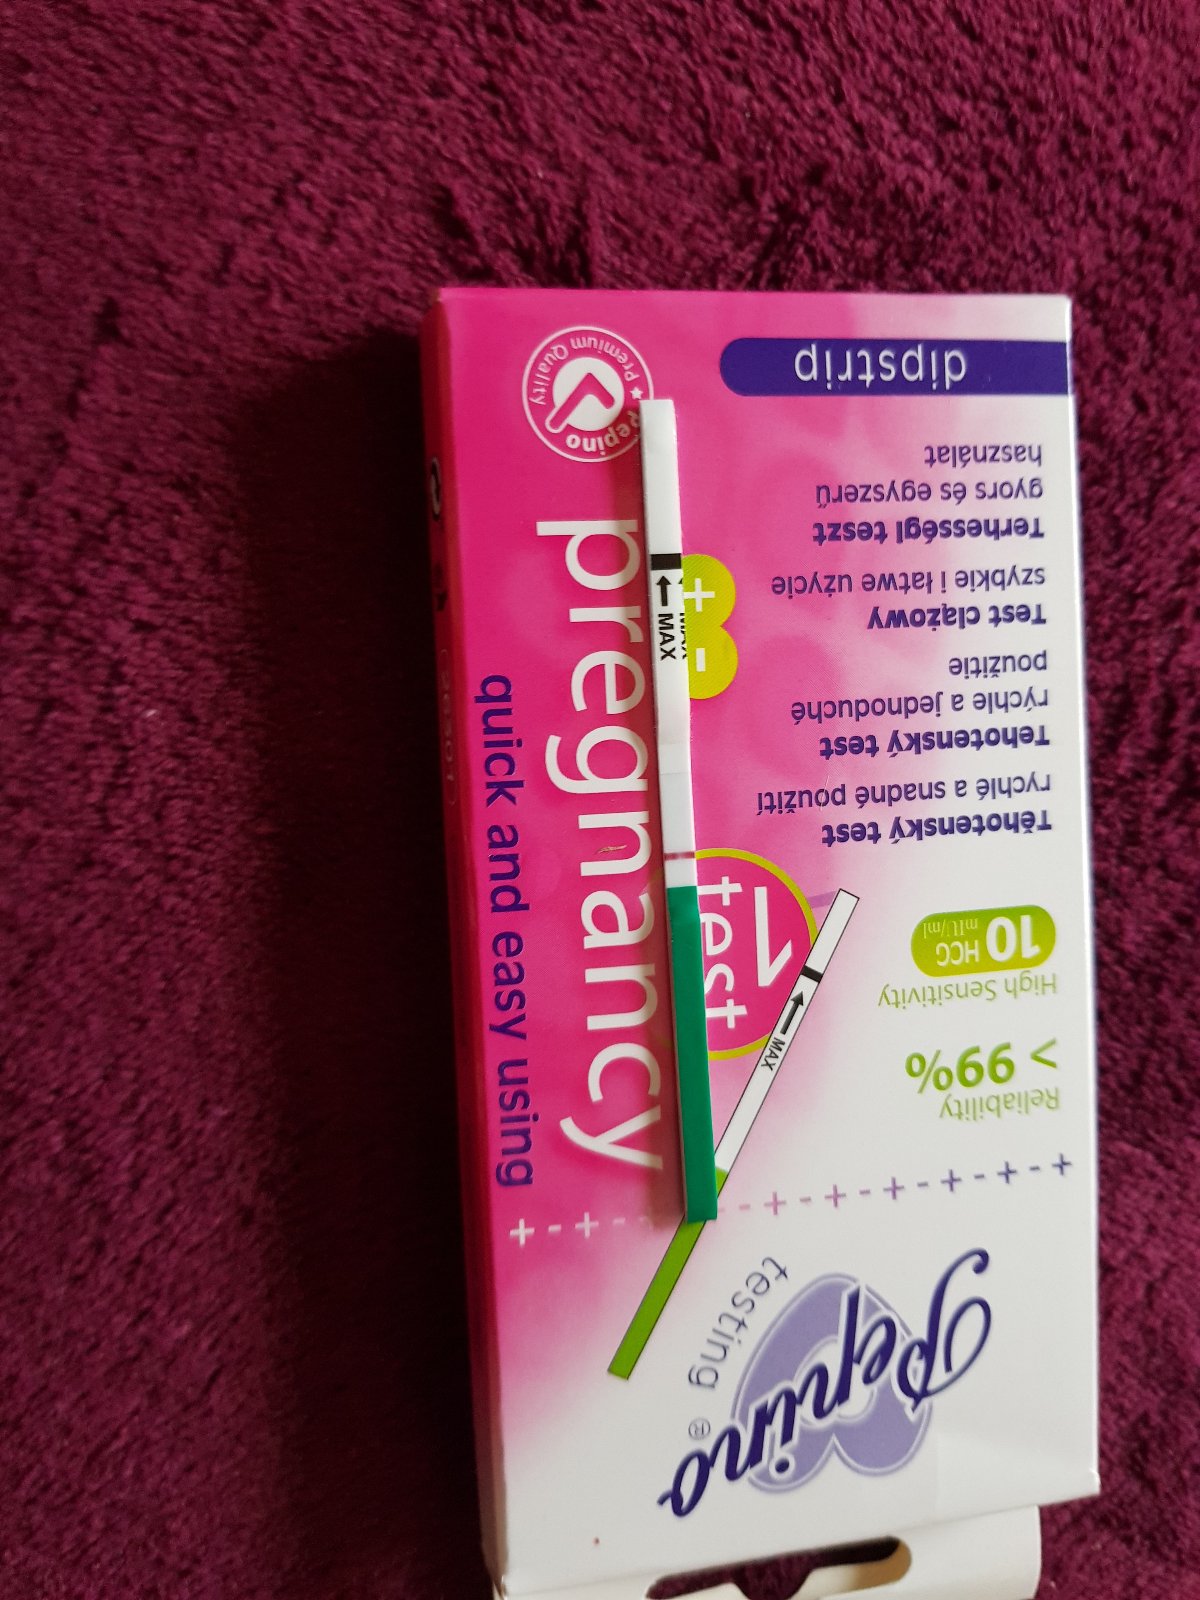 Pepino®
testing
Reliability
> 99%
High Sensitivity
10 HCG
mIU/ml
Těhotenský test
rychlé a snadné použití
Tehotenský test
rýchle a jednoduché
použitie
Test ciążowy
szybkie i łatwe użycie
Terhességi teszt
gyors és egyszerű
használat
dipstrip
1
test
+ -
MAX
MAX
pregnancy
quick and easy using
Pepino
Premium Quality